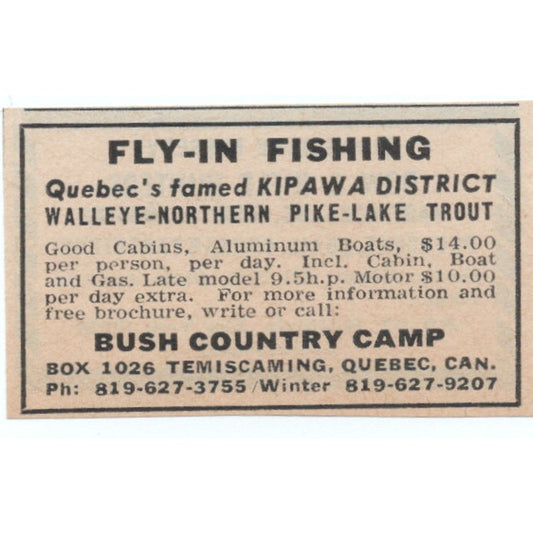 FLY-IN FISHING
Quebec's famed KIPAWA DISTRICT
WALLEYE-NORTHERN PIKE-LAKE TROUT
Good Cabins, Aluminum Boats, $14.00
per person, per day. Incl. Cabin, Boat
and Gas. Late model 9.5h.p. Motor $10.00
per day extra. For more information and
free brochure, write or call:
BUSH COUNTRY CAMP
BOX 1026 TEMISCAMING, QUEBEC, CAN.
Ph: 819-627-3755/Winter 819-627-9207